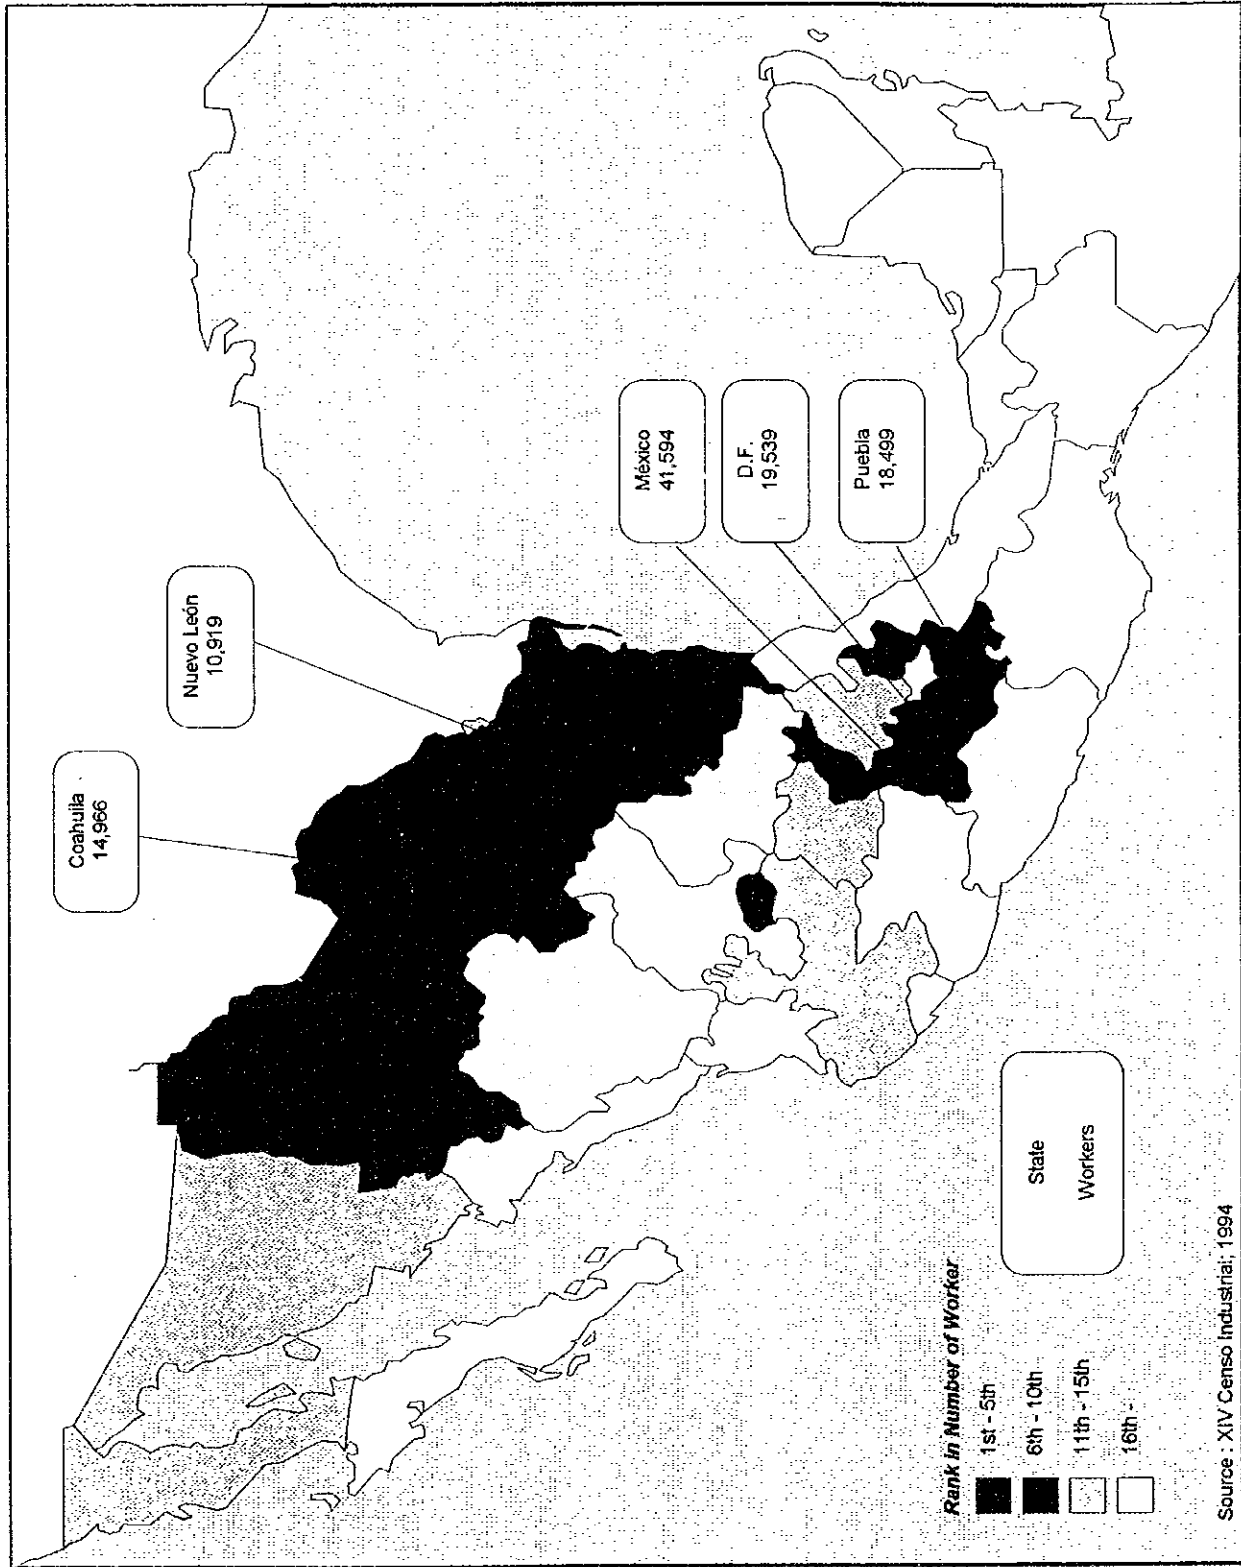 Coahuila
14,966
Nuevo León
10,919
México
41,594
D.F.
19,539
Puebla
18,499
State
Workers
Rank in Number of Worker
1st - 5th
6th - 10th
11th - 15th
16th -
Source : XIV Censo Industrial; 1994